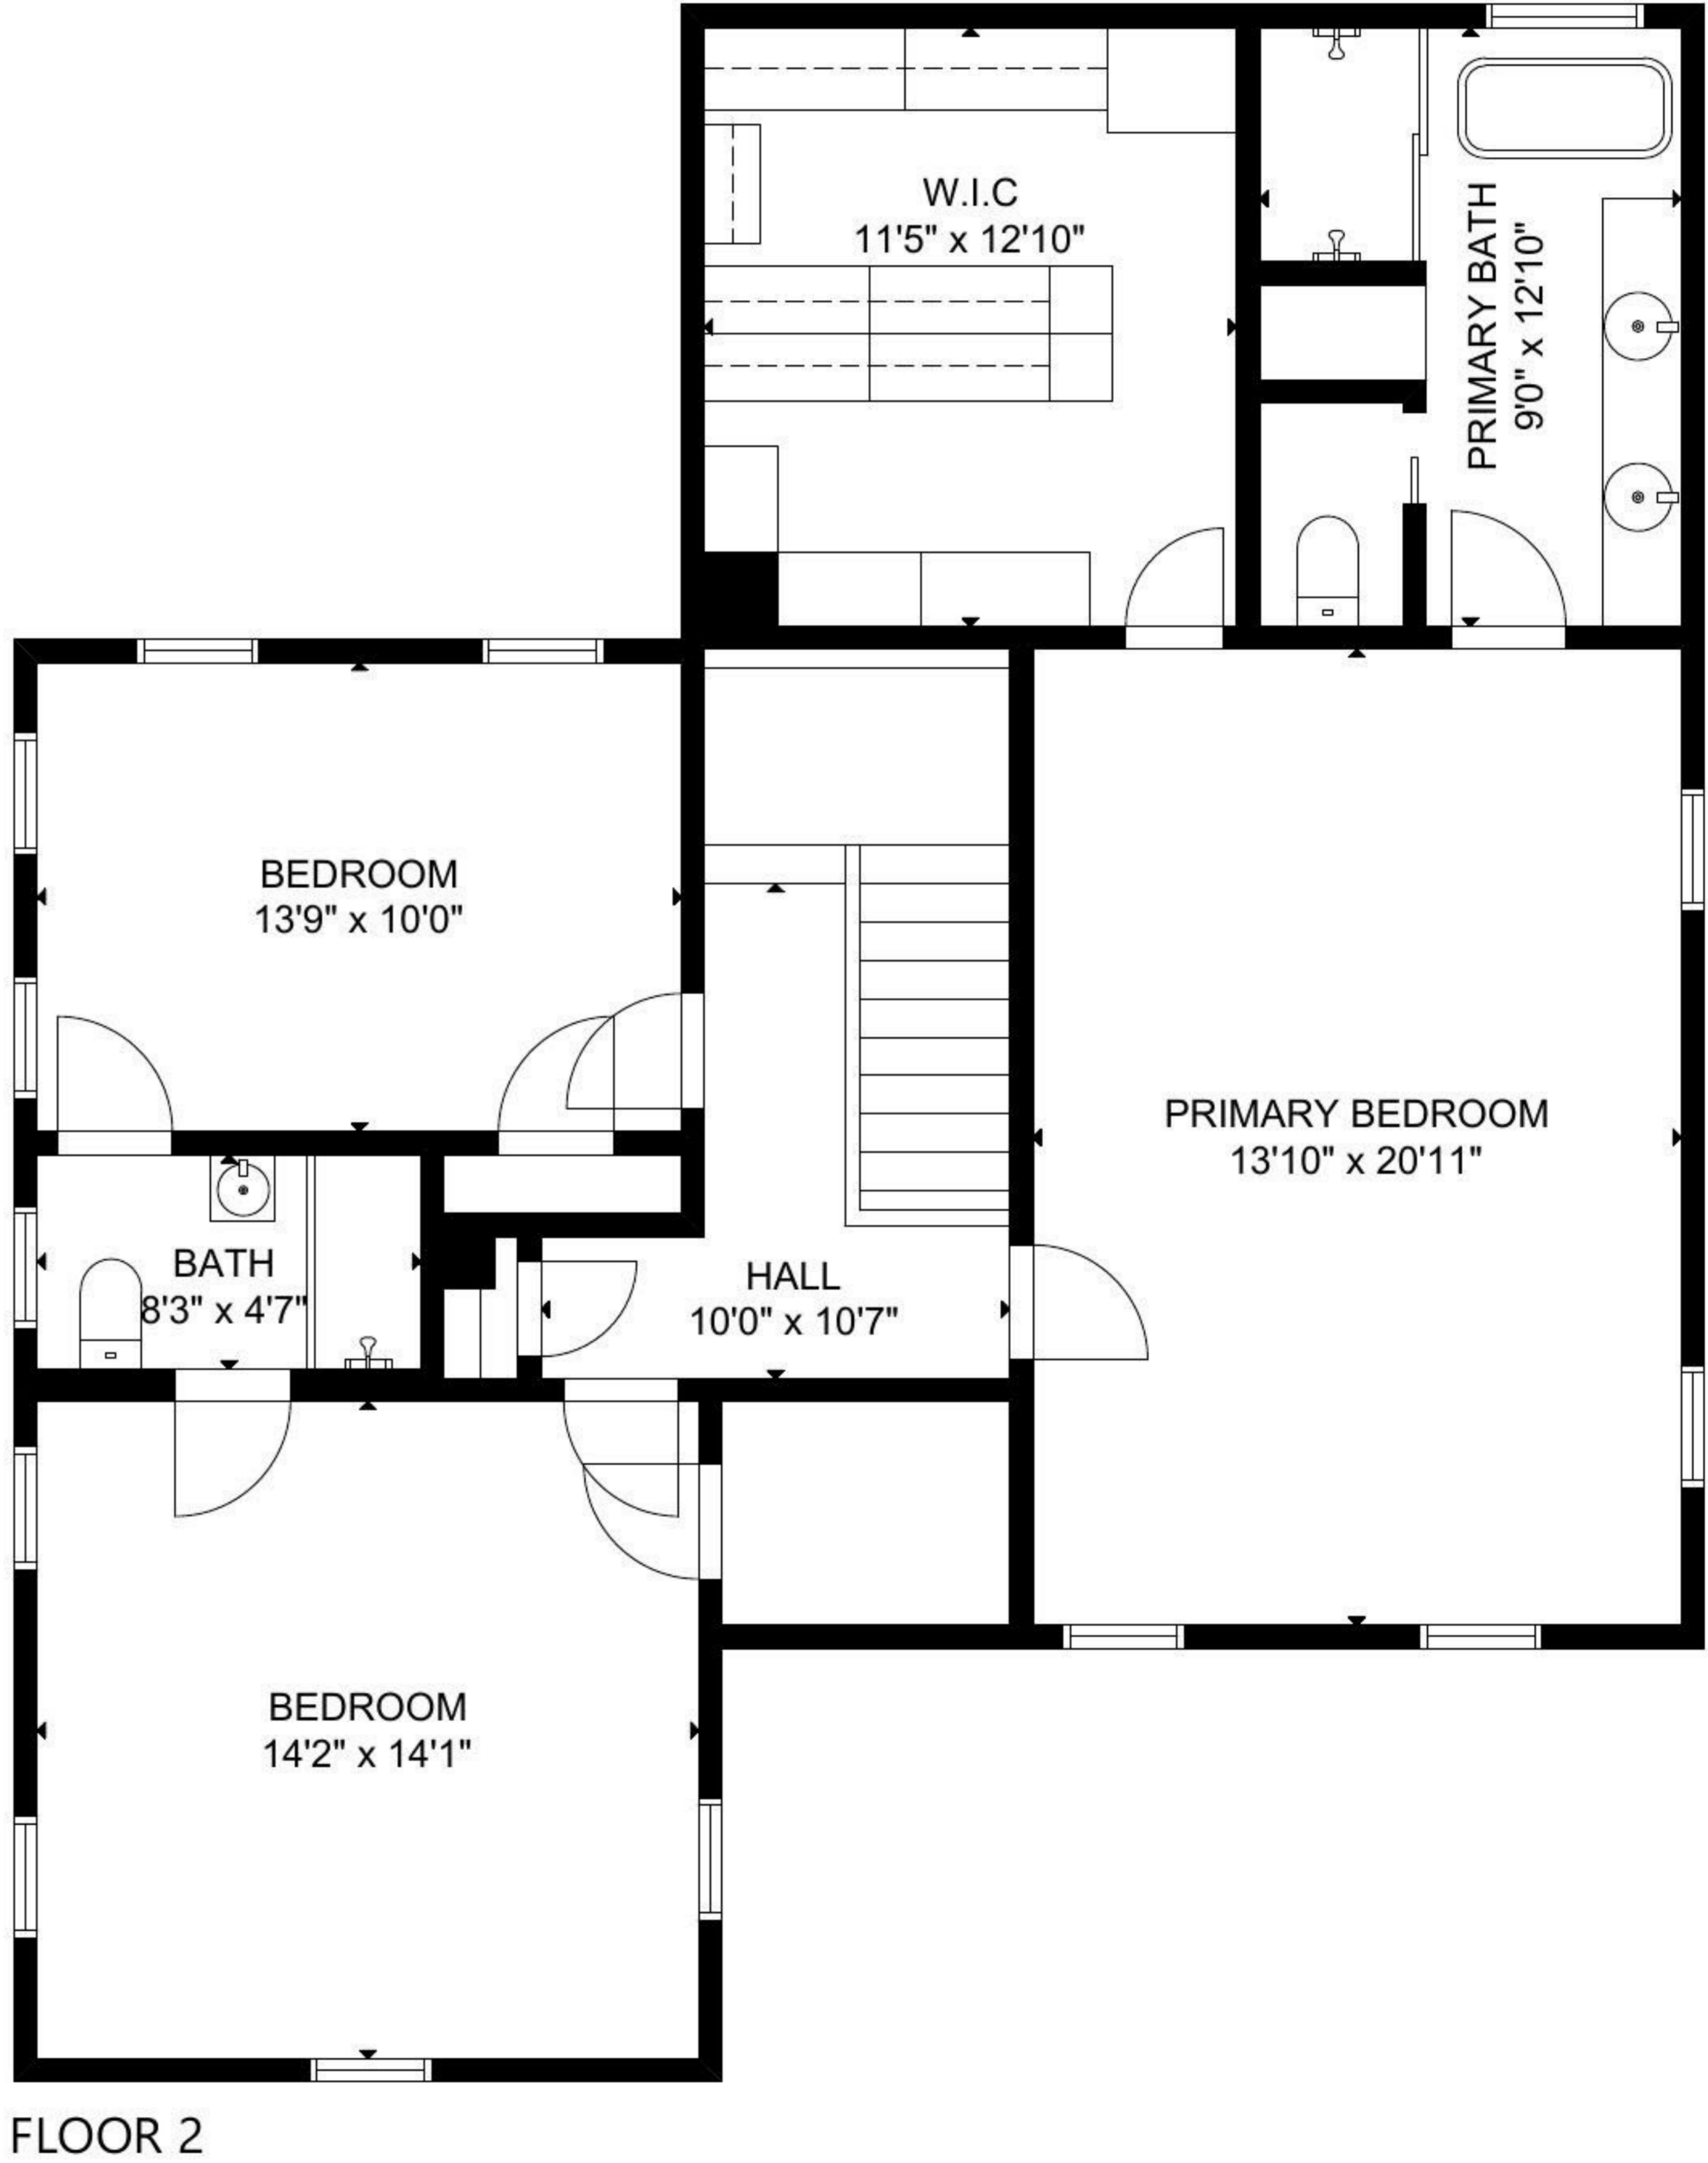 W.I.C
11'5" x 12'10"
PRIMARY BATH
9'0" x 12'10"
BEDROOM
13'9" x 10'0"
PRIMARY BEDROOM
13'10" x 20'11"
BATH
8'3" x 4'7"
HALL
10'0" x 10'7"
BEDROOM
14'2" x 14'1"
FLOOR 2